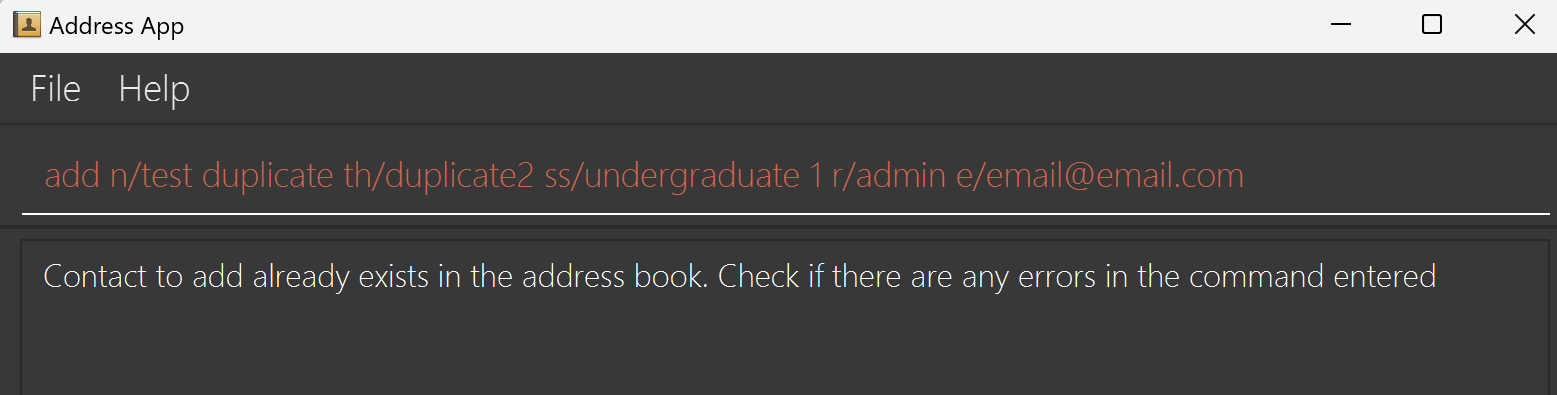 Address App
File Help
add n/test duplicate th/duplicate2 ss/undergraduate 1 r/admin e/email@email.com
Contact to add already exists in the address book. Check if there are any errors in the command entered